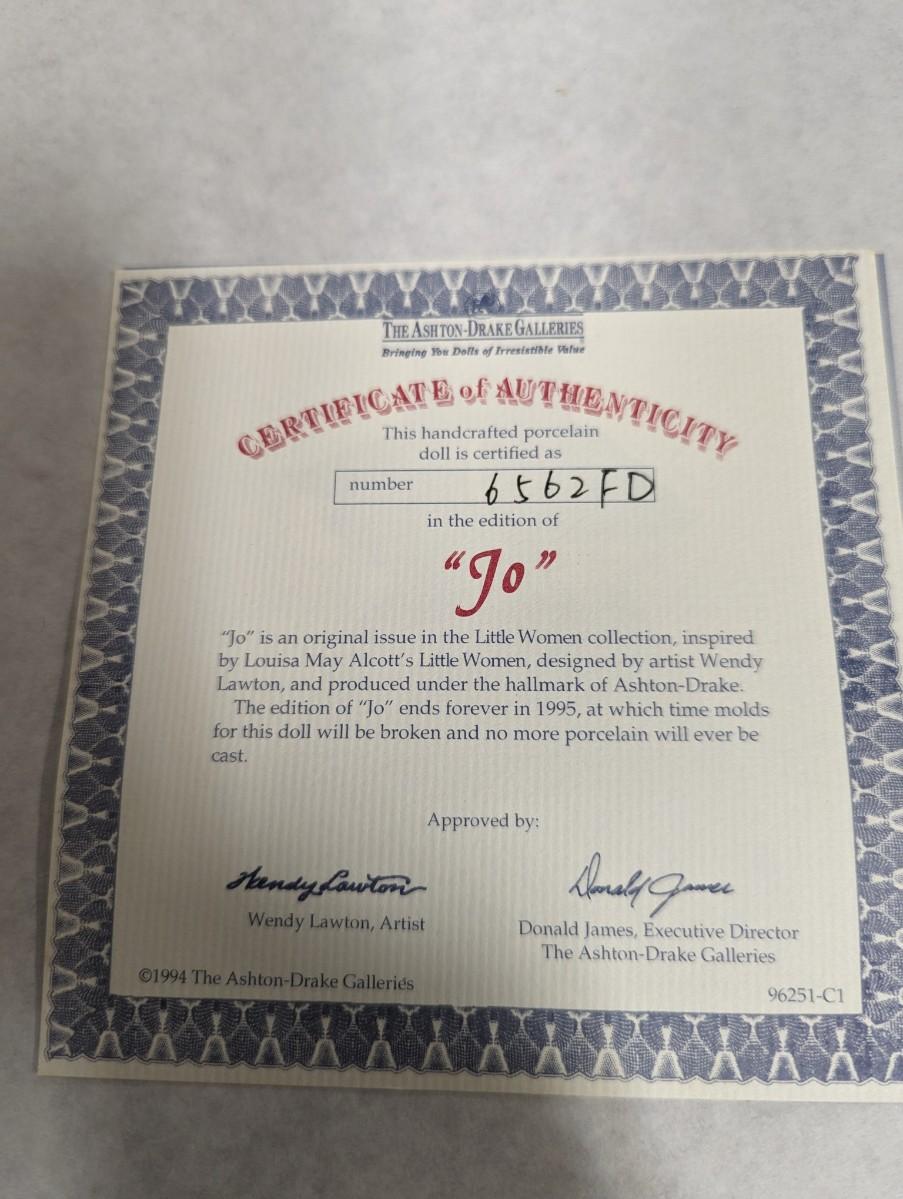 THE ASHTON-DRAKE GALLERIES
Bringing You Dolls of Irresistible Value
CERTIFICATE of AUTHENTICITY
This handcrafted porcelain
doll is certified as
number 6562FD
in the edition of
“Jo”
“Jo” is an original issue in the Little Women collection, inspired
by Louisa May Alcott’s Little Women, designed by artist Wendy
Lawton, and produced under the hallmark of Ashton-Drake.
The edition of “Jo” ends forever in 1995, at which time molds
for this doll will be broken and no more porcelain will ever be
cast.
Approved by:
Wendy Lawton
Donald James
Wendy Lawton, Artist
Donald James, Executive Director
The Ashton-Drake Galleries
©1994 The Ashton-Drake Galleries
96251-C1